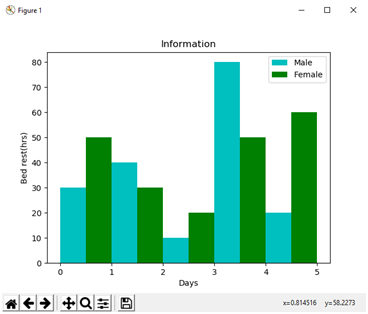 Figure 1
Information
Male
Female
Bed rest(hrs)
80
70
60
50
40
30
20
10
0
0 1 2 3 4 5
Days
x=0.814516 y=58.2273